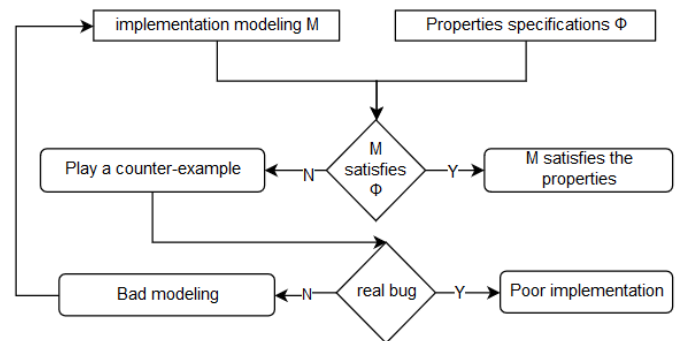 implementation modeling M
Properties specifications Φ
M
satisfies
Φ
N
Y
Play a counter-example
M satisfies the
properties
real bug
N
Y
Bad modeling
Poor implementation